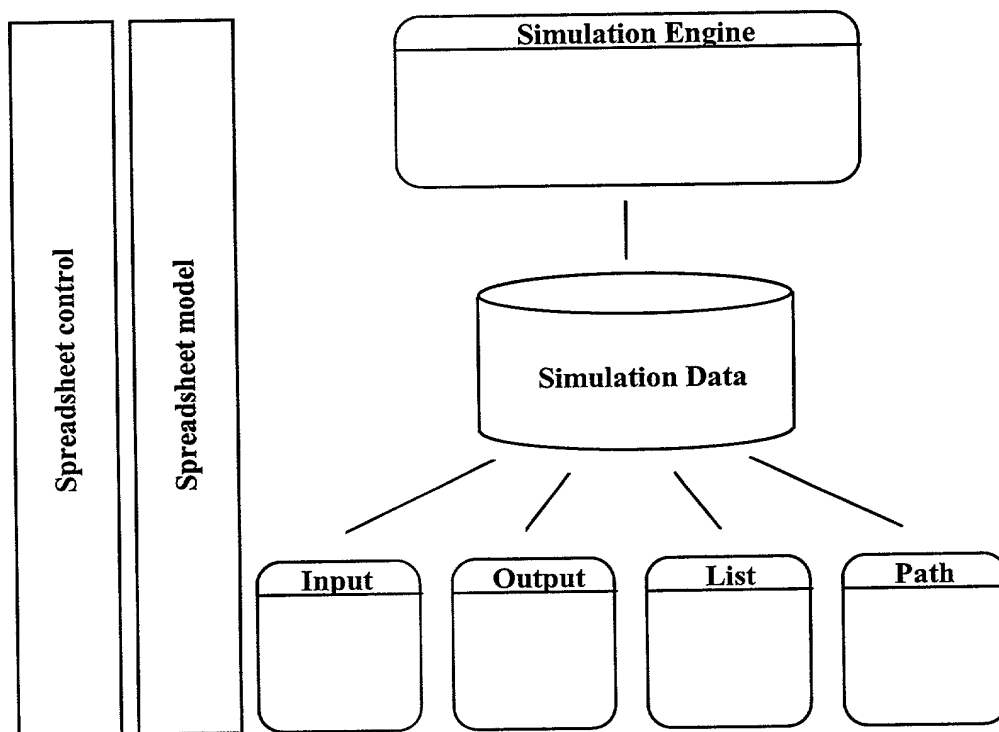 Spreadsheet control
Spreadsheet model
Simulation Engine
Simulation Data
Input
Output
List
Path